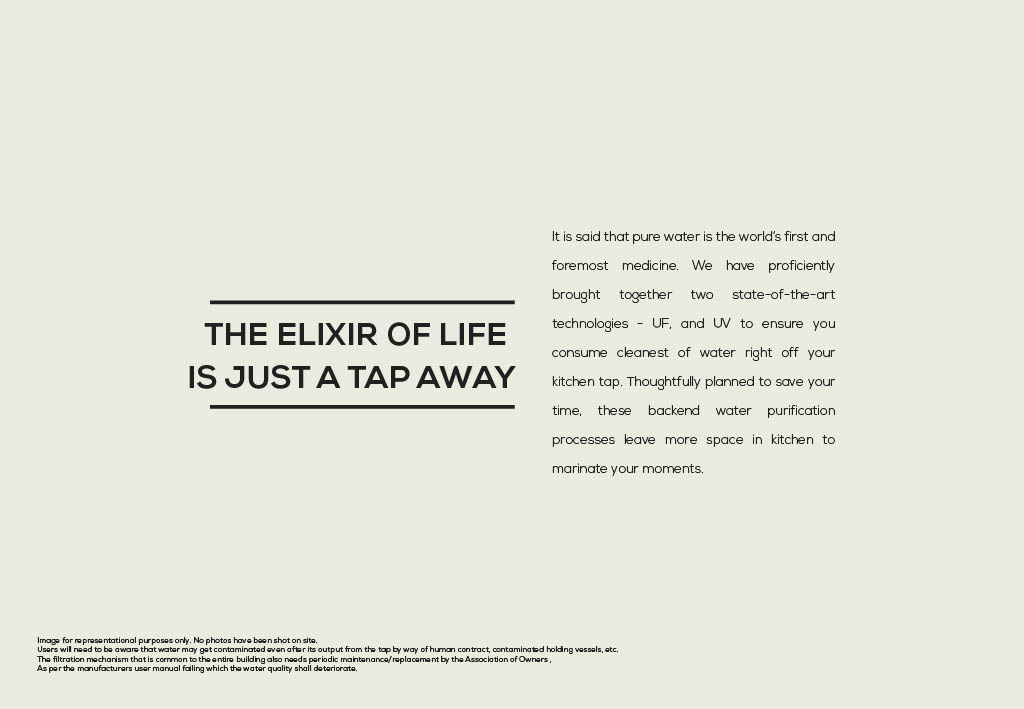 THE ELIXIR OF LIFE
IS JUST A TAP AWAY
It is said that pure water is the world's first and
foremost medicine. We have proficiently
brought together two state-of-the-art
technologies - UF, and UV to ensure you
consume cleanest of water right off your
kitchen tap. Thoughtfully planned to save your
time, these backend water purification
processes leave more space in kitchen to
marinate your moments.
Image for representational purposes only. No photos have been shot on site.
Users will need to be aware that water may get contaminated even after its output from the tap by way of human contract, contaminated holding vessels, etc.
The filtration mechanism that is common to the entire building also needs periodic maintenance/replacement by the Association of Owners ,
As per the manufacturers user manual failing which the water quality shall deteriorate.